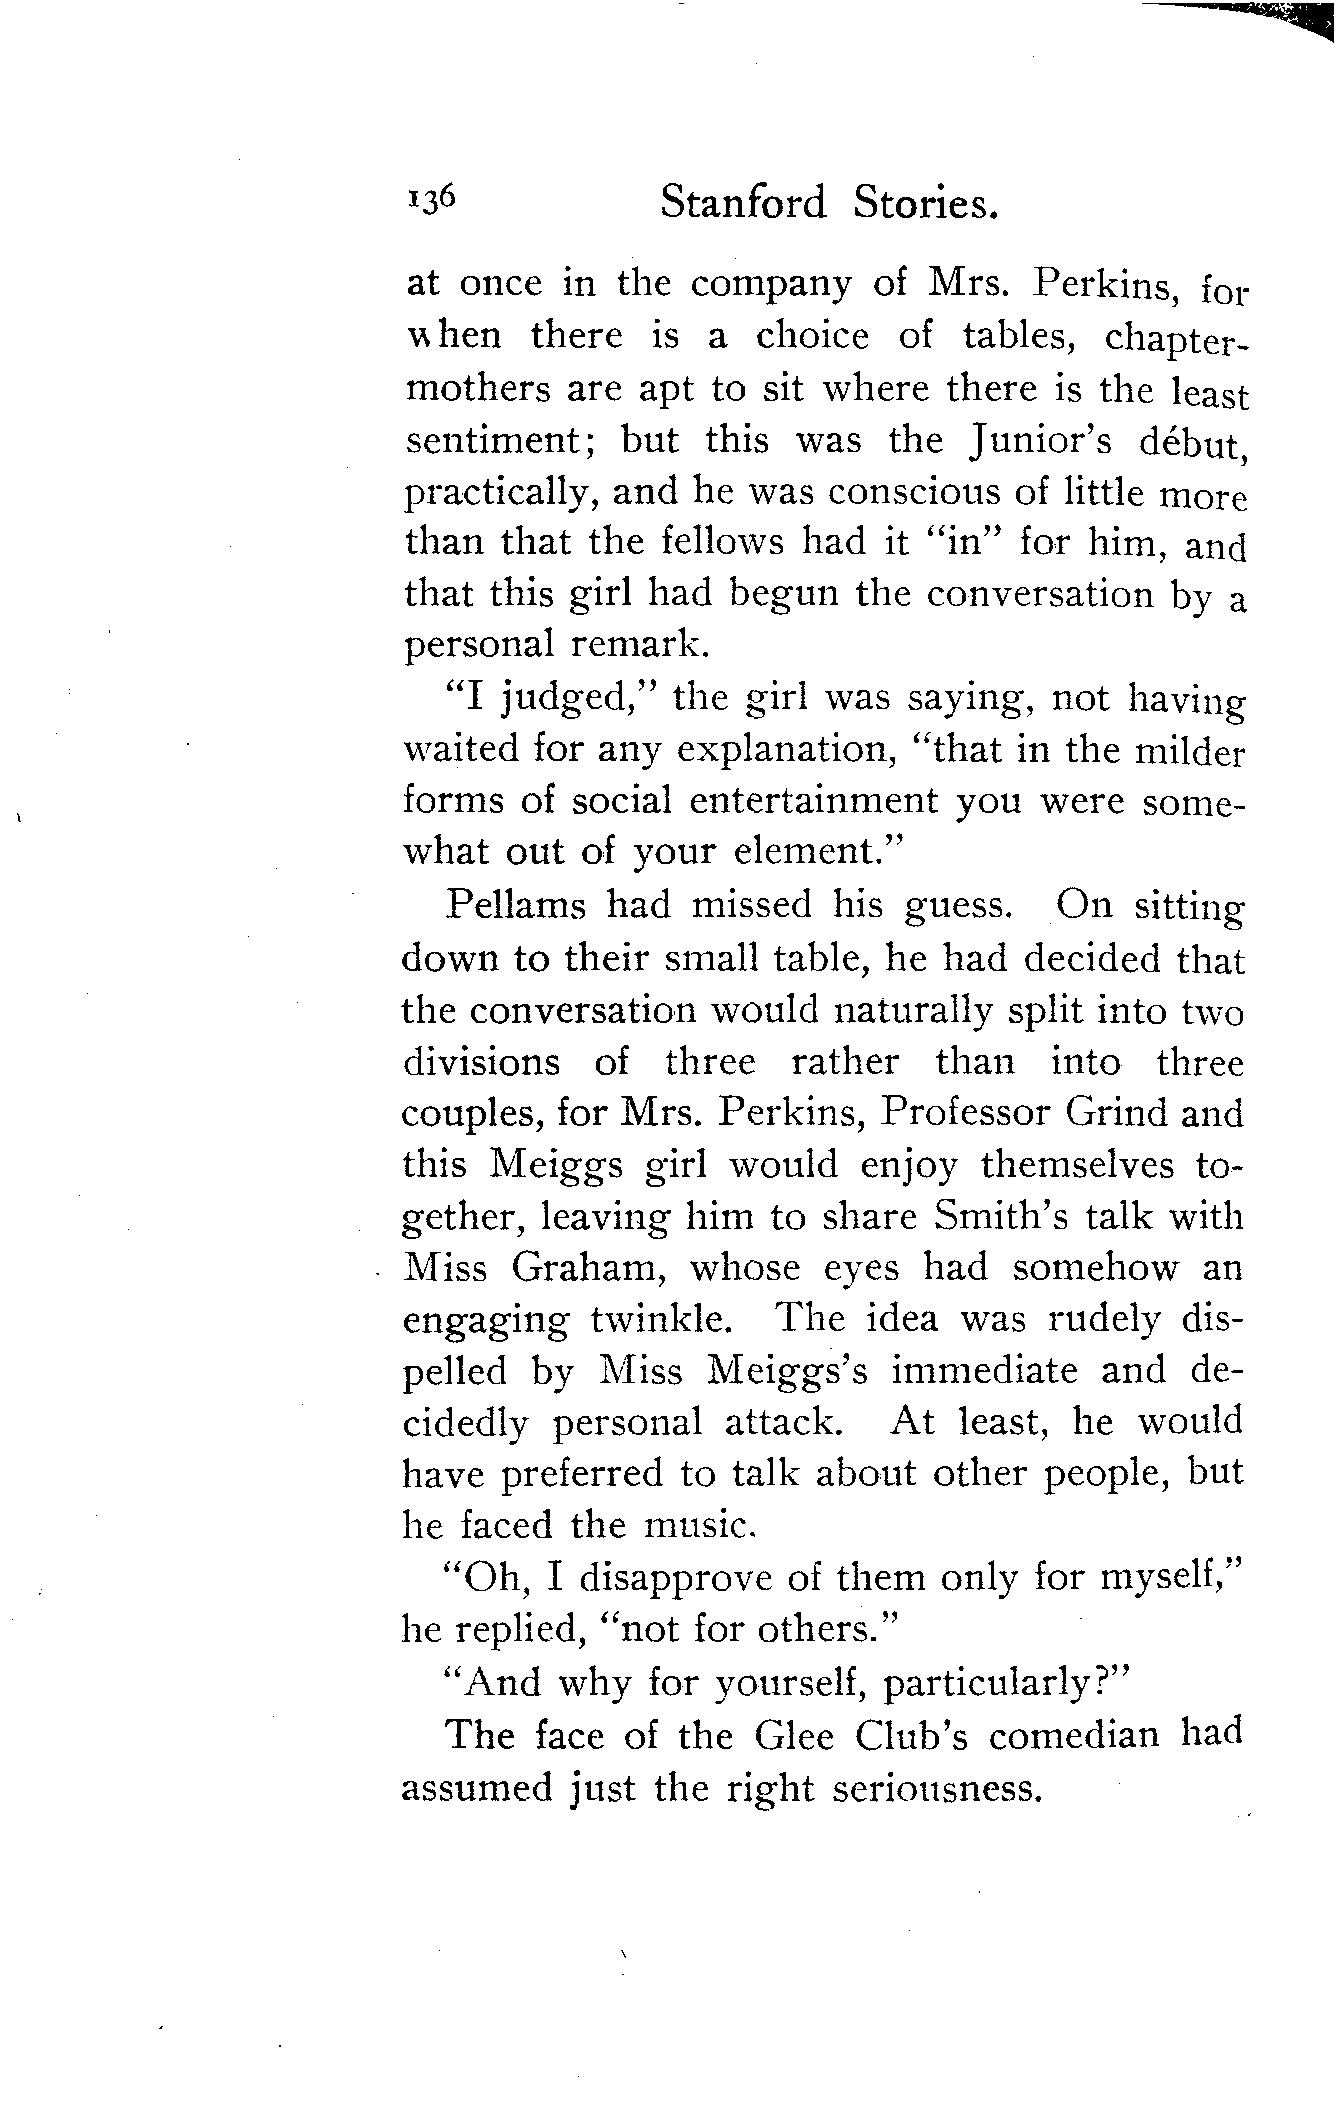 136 Stanford Stories.
at once in the company of Mrs. Perkins, for
when there is a choice of tables, chapter-
mothers are apt to sit where there is the least
sentiment; but this was the Junior's début,
practically, and he was conscious of little more
than that the fellows had it "in" for him, and
that this girl had begun the conversation by a
personal remark.
"I judged," the girl was saying, not having
waited for any explanation, "that in the milder
forms of social entertainment you were some-
what out of your element."
Pellams had missed his guess. On sitting
down to their small table, he had decided that
the conversation would naturally split into two
divisions of three rather than into three
couples, for Mrs. Perkins, Professor Grind and
this Meiggs girl would enjoy themselves to-
gether, leaving him to share Smith's talk with
Miss Graham, whose eyes had somehow an
engaging twinkle. The idea was rudely dis-
pelled by Miss Meiggs's immediate and de-
cidedly personal attack. At least, he would
have preferred to talk about other people, but
he faced the music.
"Oh, I disapprove of them only for myself,"
he replied, "not for others."
"And why for yourself, particularly?"
The face of the Glee Club's comedian had
assumed just the right seriousness.